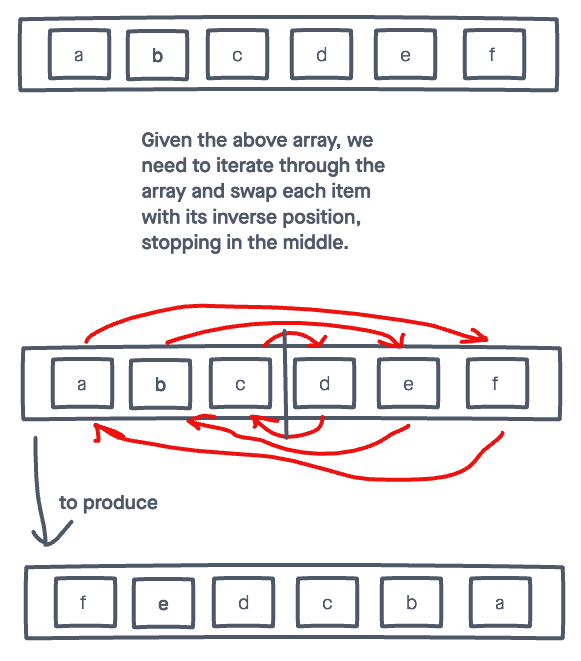 a b c d e f
Given the above array, we
need to iterate through the
array and swap each item
with its inverse position,
stopping in the middle.
a b c d e f
to produce
f e d c b a